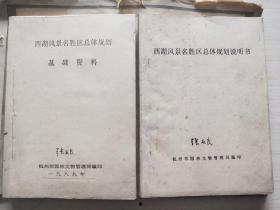 西湖风景名胜区总体规划
基础资料
杭州市园林文物管理局编印
一九八九年
西湖风景名胜区总体规划说明书
杭州市园林文物管理局编印